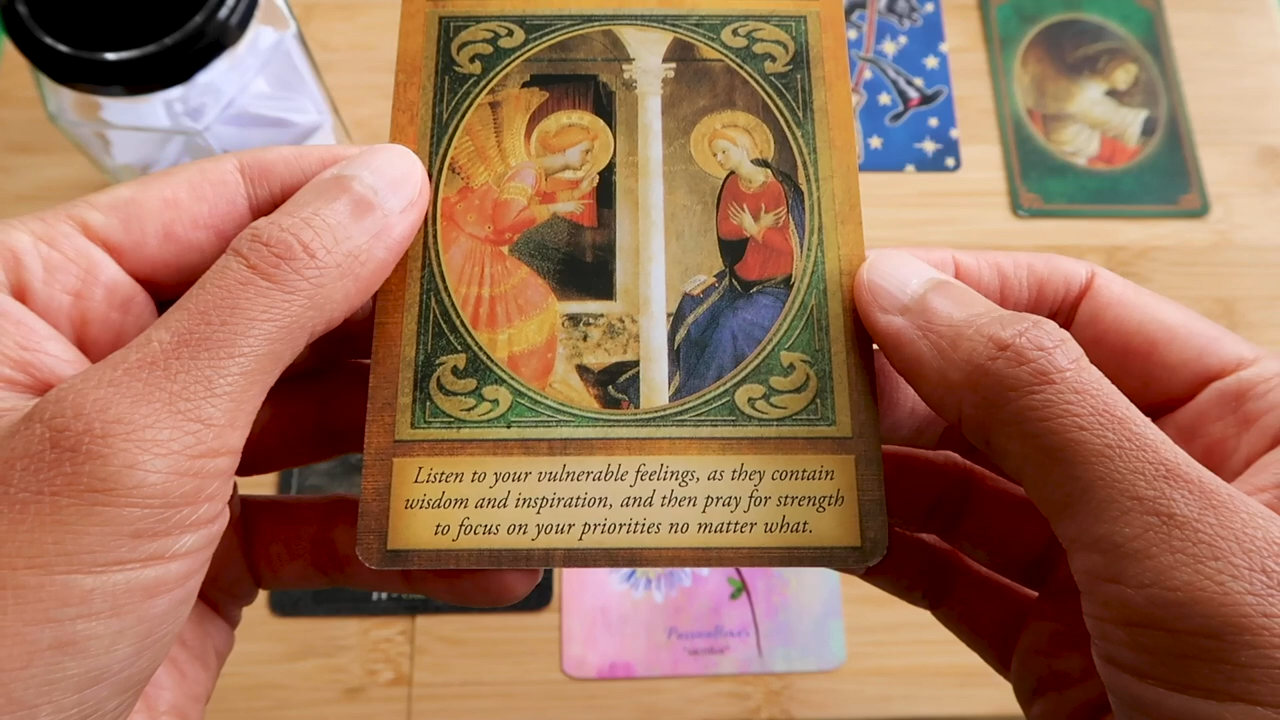 Listen to your vulnerable feelings, as they contain
wisdom and inspiration, and then pray for strength
to focus on your priorities no matter what.